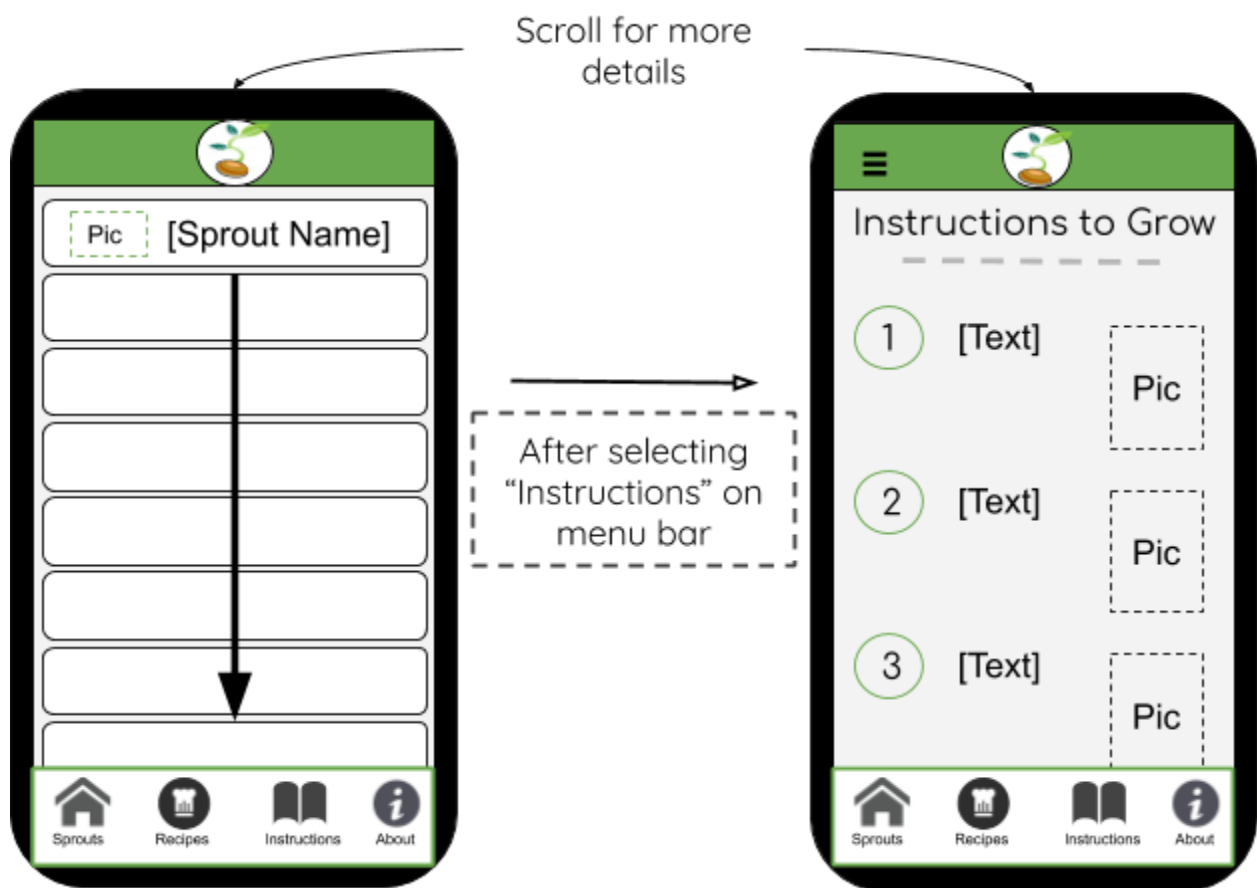 Scroll for more
details
Pic [Sprout Name]
After selecting
“Instructions” on
menu bar
Sprouts Recipes Instructions About
Instructions to Grow
1 [Text]
Pic
2 [Text]
Pic
3 [Text]
Pic
Sprouts Recipes Instructions About